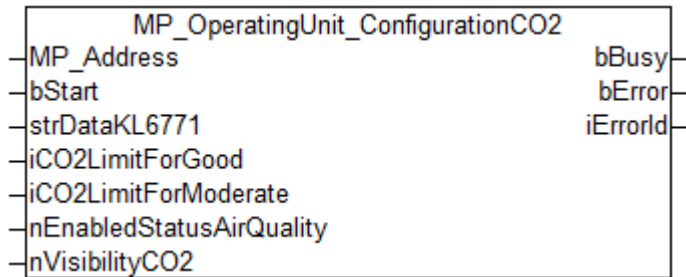 MP_OperatingUnit_ConfigurationCO2
MP_Address bBusy
bStart bError
strDataKL6771 iErrorId
iCO2LimitForGood
iCO2LimitForModerate
nEnabledStatusAirQuality
nVisibilityCO2